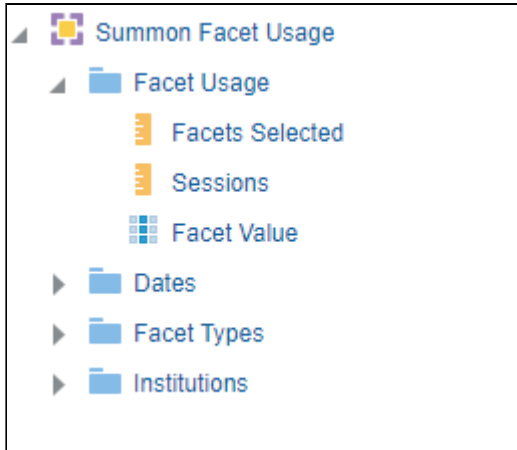 Summon Facet Usage
Facet Usage
Facets Selected
Sessions
Facet Value
Dates
Facet Types
Institutions